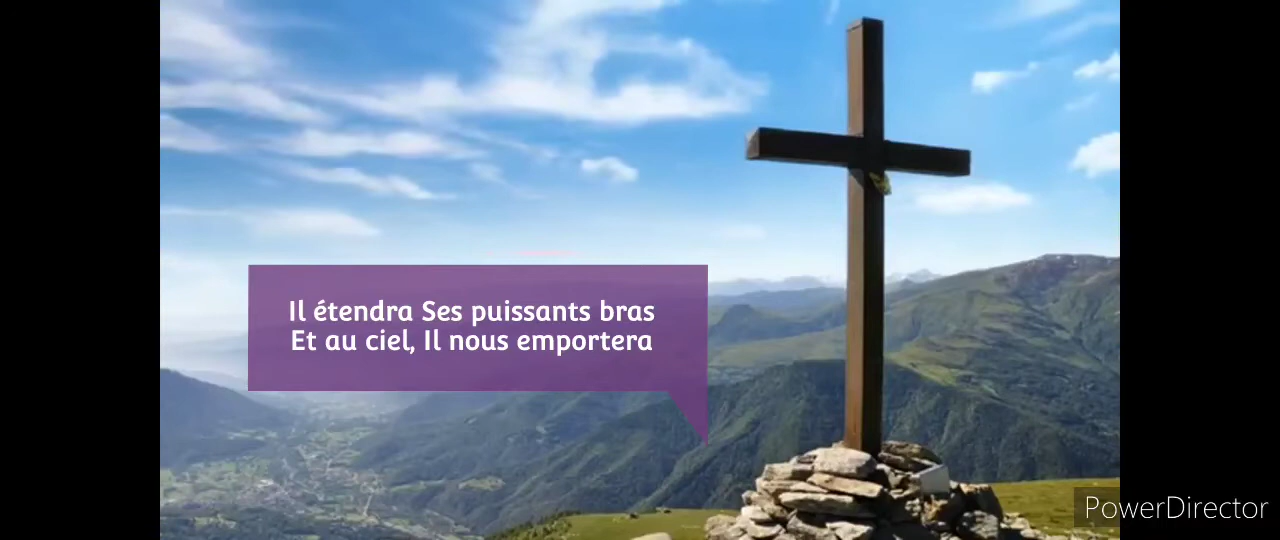 Il étendra Ses puissants bras
Et au ciel, Il nous emportera
PowerDirector